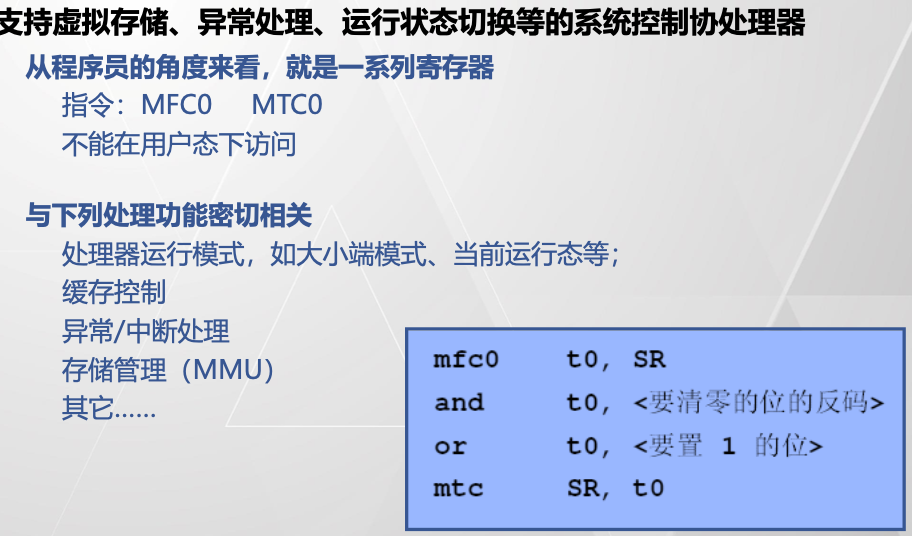 支持虚拟存储、异常处理、运行状态切换等的系统控制协处理器
从程序员的角度来看，就是一系列寄存器
指令：MFC0 MTC0
不能在用户态下访问
与下列处理功能密切相关
处理器运行模式，如大小端模式、当前运行态等；
缓存控制
异常/中断处理
存储管理（MMU）
其它……
mfc0 t0, SR
and t0, <要清零的位的反码>
or t0, <要置 1 的位>
mtc SR, t0